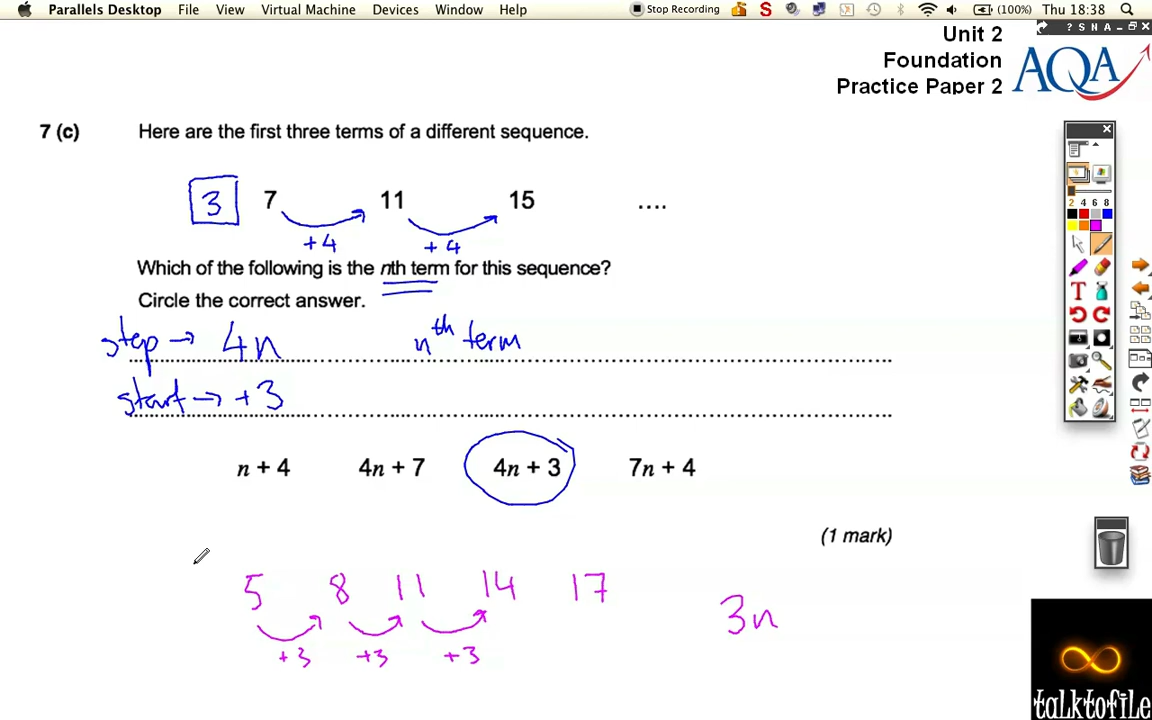 Parallels Desktop File View Virtual Machine Devices Window Help Stop Recording (100%) Thu 18:38
? S N A
Unit 2
Foundation
Practice Paper 2
AQA
7 (c) Here are the first three terms of a different sequence.
3 7 11 15 ....
+4 +4
Which of the following is the nth term for this sequence?
Circle the correct answer.
step → 4n nth term
start → +3
n + 4 4n + 7 4n + 3 7n + 4
(1 mark)
5 8 11 14 17
3n
+3 +3 +3
2 4 6 8
talktofile